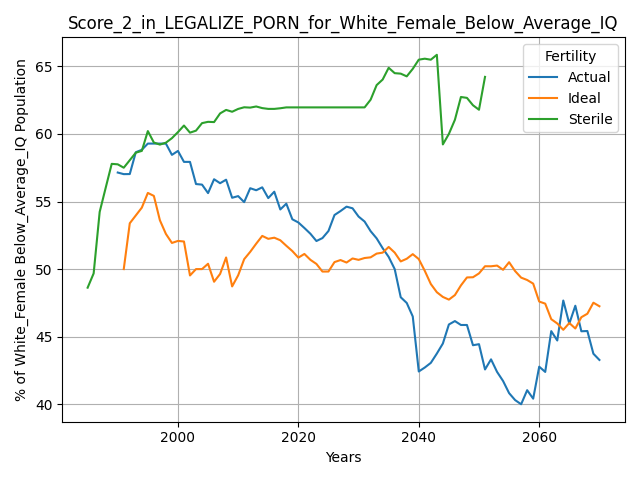 Score_2_in_LEGALIZE_PORN_for_White_Female_Below_Average_IQ
% of White_Female Below_Average_IQ Population
65
60
55
50
45
40
Fertility
Actual
Ideal
Sterile
2000
2020
2040
2060
Years